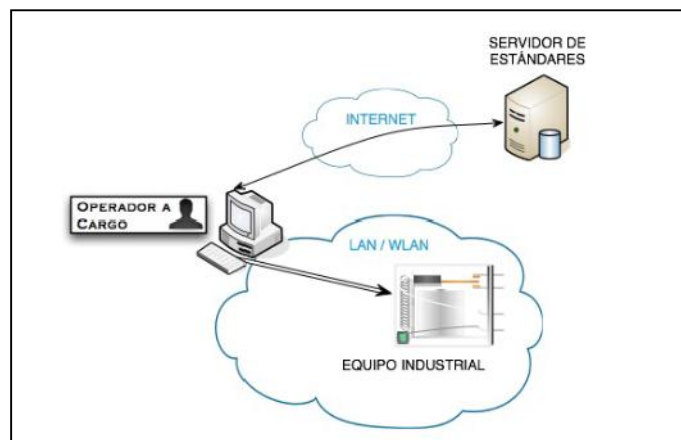 SERVIDOR DE
ESTÁNDARES
INTERNET
OPERADOR A
CARGO
LAN / WLAN
EQUIPO INDUSTRIAL